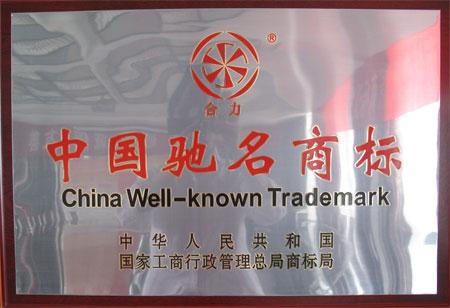 ®
合力
中国驰名商标
China Well-known Trademark
中华人民共和国
国家工商行政管理总局商标局